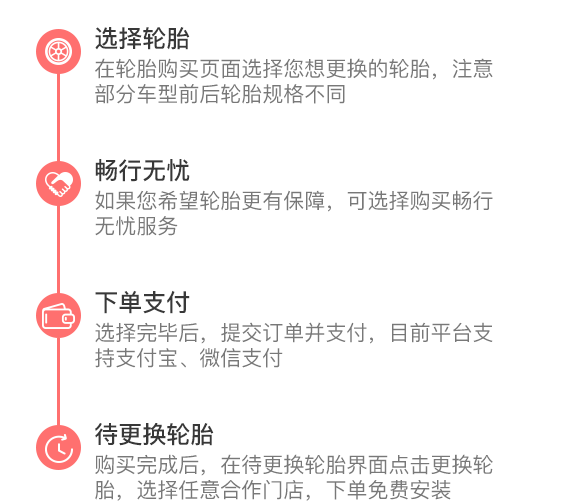 选择轮胎
在轮胎购买页面选择您想更换的轮胎，注意
部分车型前后轮胎规格不同
畅行无忧
如果您希望轮胎更有保障，可选择购买畅行
无忧服务
下单支付
选择完毕后，提交订单并支付，目前平台支
持支付宝、微信支付
待更换轮胎
购买完成后，在待更换轮胎界面点击更换轮
胎，选择任意合作门店，下单免费安装